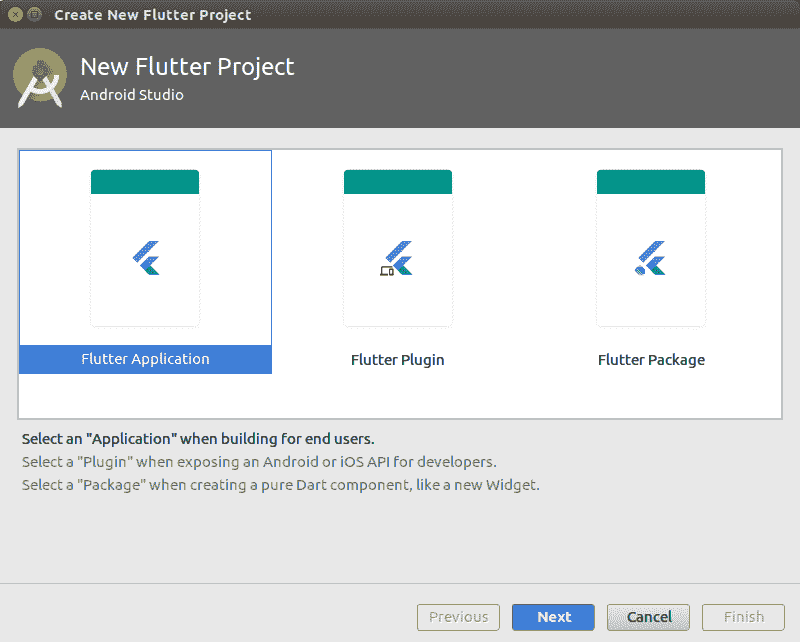 Create New Flutter Project
New Flutter Project
Android Studio
Flutter Application
Flutter Plugin
Flutter Package
Select an "Application" when building for end users.
Select a "Plugin" when exposing an Android or iOS API for developers.
Select a "Package" when creating a pure Dart component, like a new Widget.
Previous
Next
Cancel
Finish